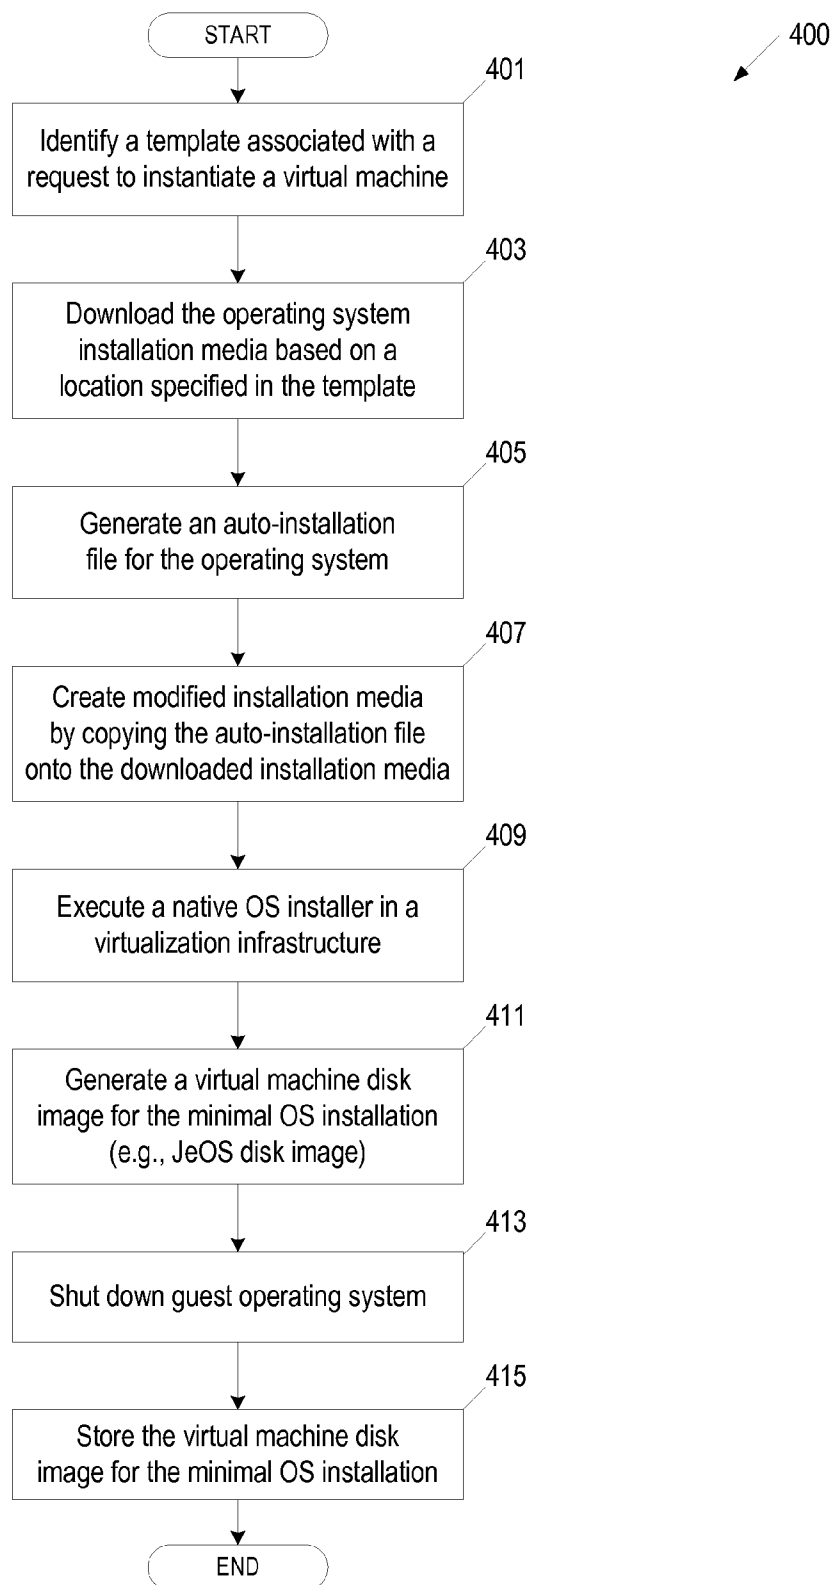 START
400
401
Identify a template associated with a
request to instantiate a virtual machine
403
Download the operating system
installation media based on a
location specified in the template
405
Generate an auto-installation
file for the operating system
407
Create modified installation media
by copying the auto-installation file
onto the downloaded installation media
409
Execute a native OS installer in a
virtualization infrastructure
411
Generate a virtual machine disk
image for the minimal OS installation
(e.g., JeOS disk image)
413
Shut down guest operating system
415
Store the virtual machine disk
image for the minimal OS installation
END